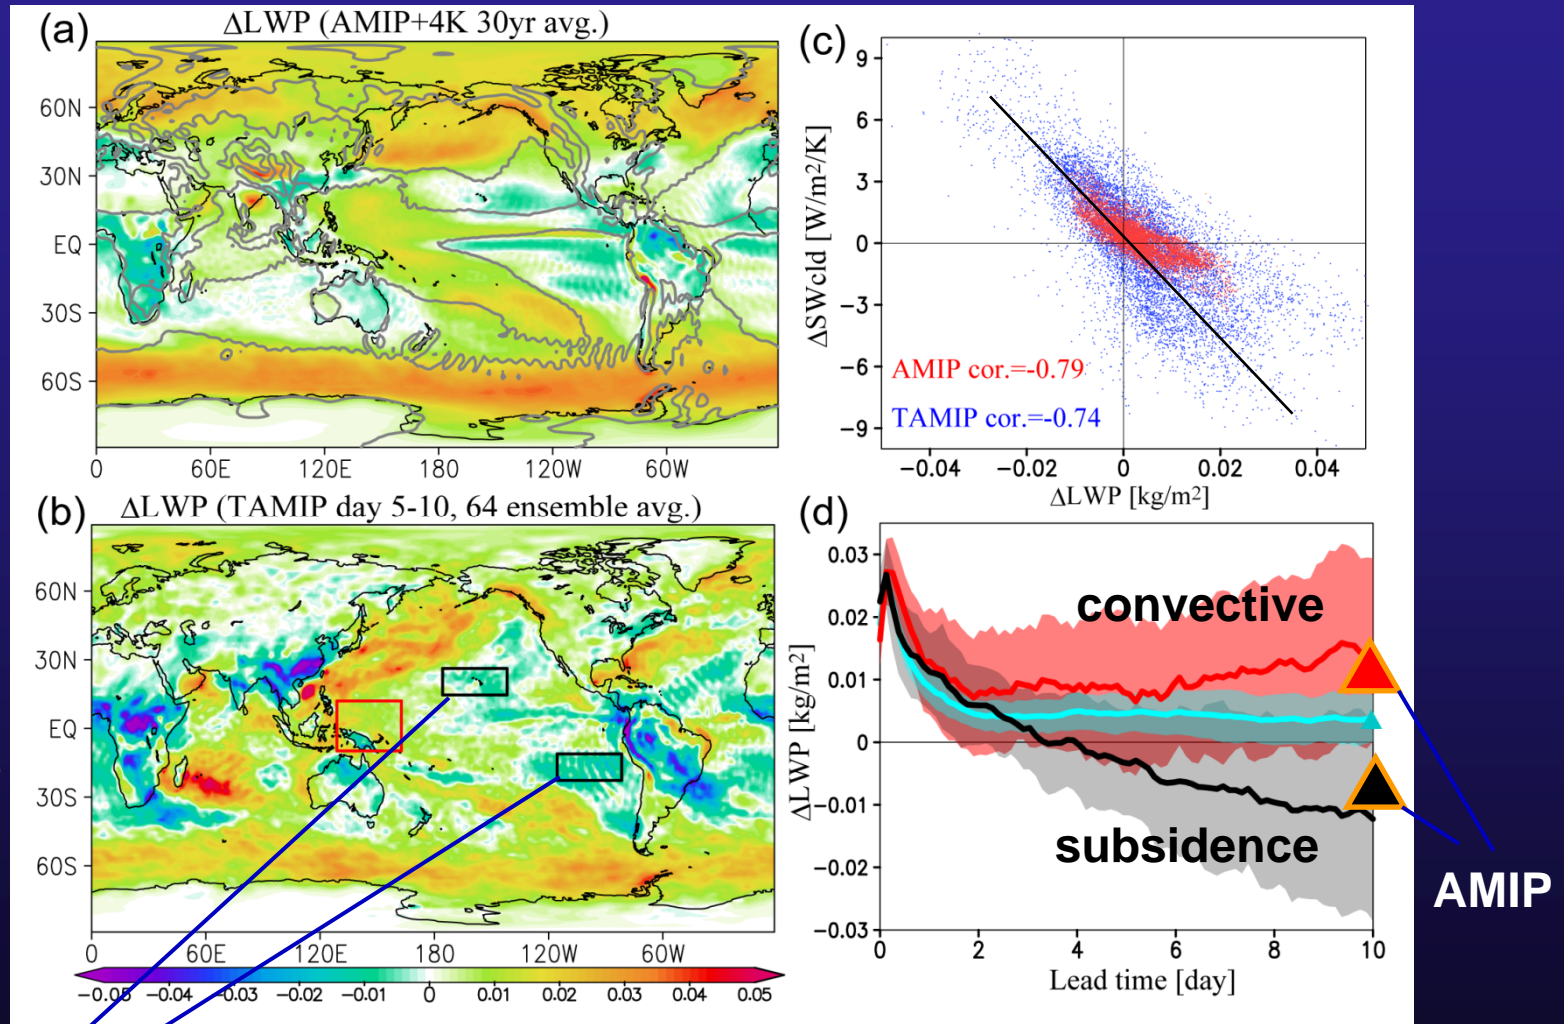 (a)
ΔLWP (AMIP+4K 30yr avg.)
60N
30N
EQ
30S
60S
0 60E 120E 180 120W 60W
(b)
ΔLWP (TAMIP day 5-10, 64 ensemble avg.)
60N
30N
EQ
30S
60S
0 60E 120E 180 120W 60W
-0.05 -0.04 -0.03 -0.02 -0.01 0 0.01 0.02 0.03 0.04 0.05
(c)
ΔSWcld [W/m²/K]
9
6
3
0
-3
-6
-9
AMIP cor.=-0.79
TAMIP cor.=-0.74
-0.04 -0.02 0 0.02 0.04
ΔLWP [kg/m²]
(d)
ΔLWP [kg/m²]
0.03
0.02
0.01
0
-0.01
-0.02
-0.03
convective
subsidence
0 2 4 6 8 10
Lead time [day]
AMIP